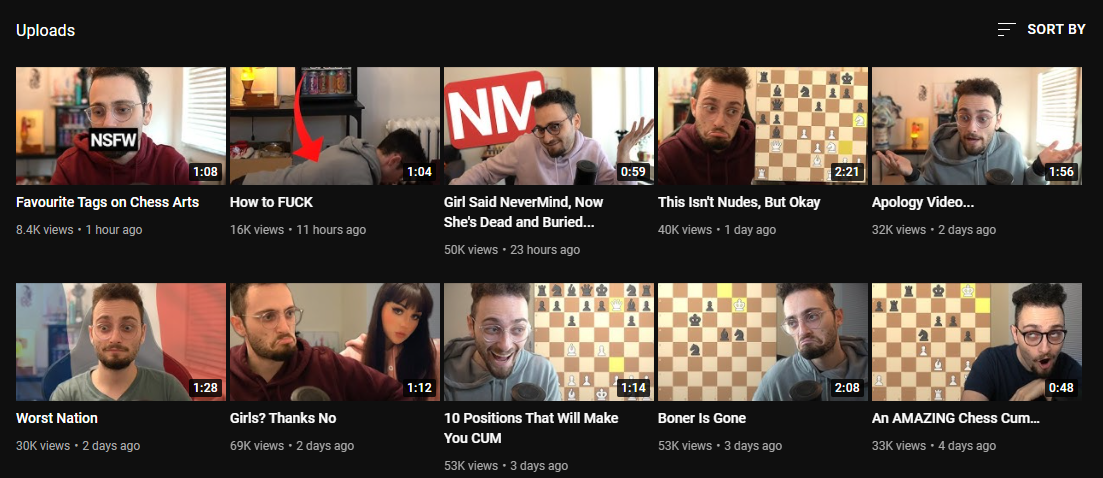 Uploads
SORT BY
NSFW
1:08
1:04
NM
0:59
2:21
1:56
Favourite Tags on Chess Arts
8.4K views • 1 hour ago
How to FUCK
16K views • 11 hours ago
Girl Said NeverMind, Now
She's Dead and Buried...
50K views • 23 hours ago
This Isn't Nudes, But Okay
40K views • 1 day ago
Apology Video...
32K views • 2 days ago
1:28
1:12
1:14
2:08
0:48
Worst Nation
30K views • 2 days ago
Girls? Thanks No
69K views • 2 days ago
10 Positions That Will Make
You CUM
53K views • 3 days ago
Boner Is Gone
53K views • 3 days ago
An AMAZING Chess Cum...
33K views • 4 days ago